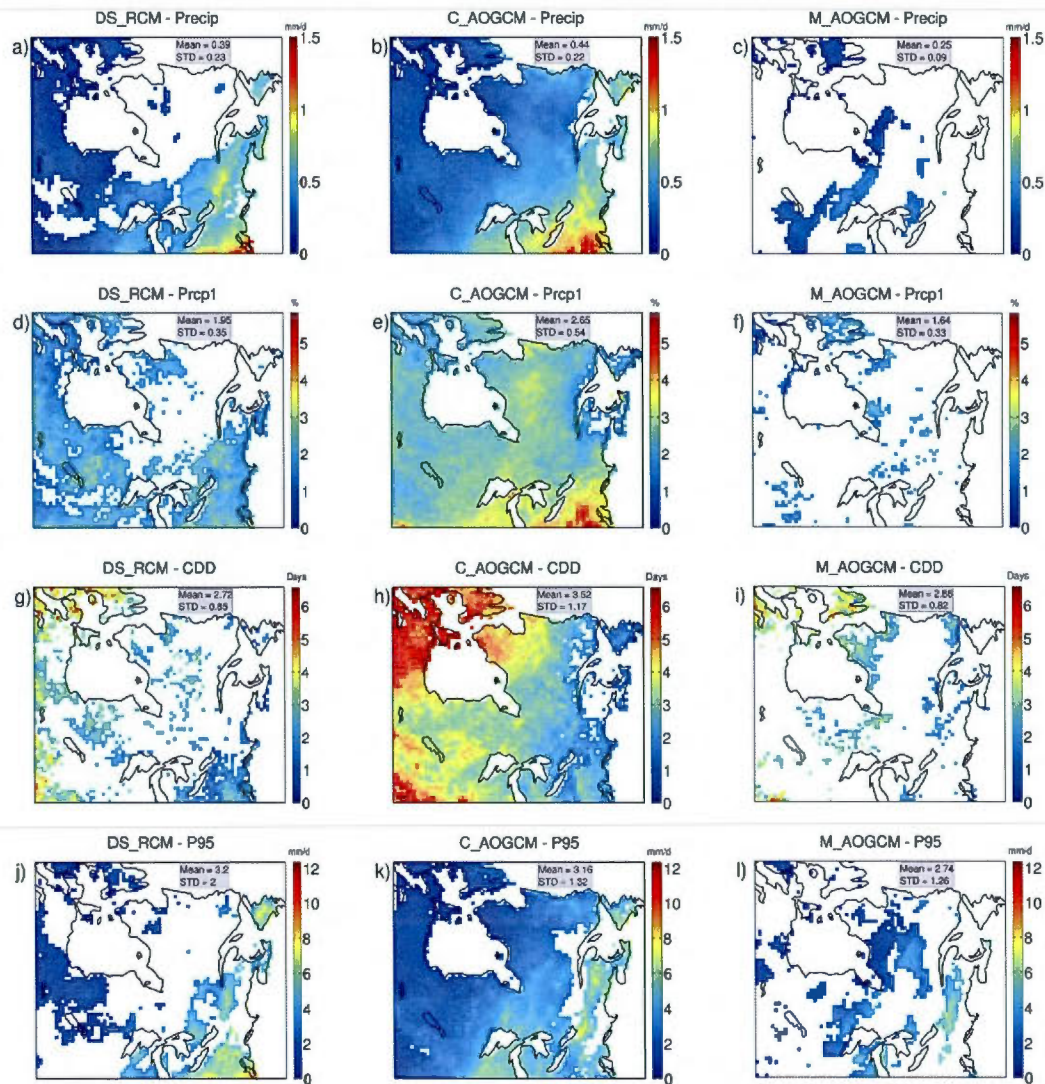 DS_RCM - Precip
mm/d
a)
Mean = 0.39
STD = 0.23
1.5
1
0.5
0
C_AOGCM - Precip
mm/d
b)
Mean = 0.44
STD = 0.22
1.5
1
0.5
0
M_AOGCM - Precip
mm/d
c)
Mean = 0.25
STD = 0.09
1.5
1
0.5
0
DS_RCM - Prcp1
%
d)
Mean = 1.95
STD = 0.35
5
4
3
2
1
0
C_AOGCM - Prcp1
%
e)
Mean = 2.65
STD = 0.54
5
4
3
2
1
0
M_AOGCM - Prcp1
%
f)
Mean = 1.64
STD = 0.33
5
4
3
2
1
0
DS_RCM - CDD
Days
g)
Mean = 2.72
STD = 0.85
6
5
4
3
2
1
0
C_AOGCM - CDD
Days
h)
Mean = 3.52
STD = 1.17
6
5
4
3
2
1
0
M_AOGCM - CDD
Days
i)
STD = 0.82
6
5
4
3
2
1
0
DS_RCM - P95
mm/d
j)
Mean = 3.2
STD = 2
12
10
8
6
4
2
0
C_AOGCM - P95
mm/d
k)
Mean = 3.16
STD = 1.32
12
10
8
6
4
2
0
M_AOGCM - P95
mm/d
l)
Mean = 2.74
STD = 1.26
12
10
8
6
4
2
0